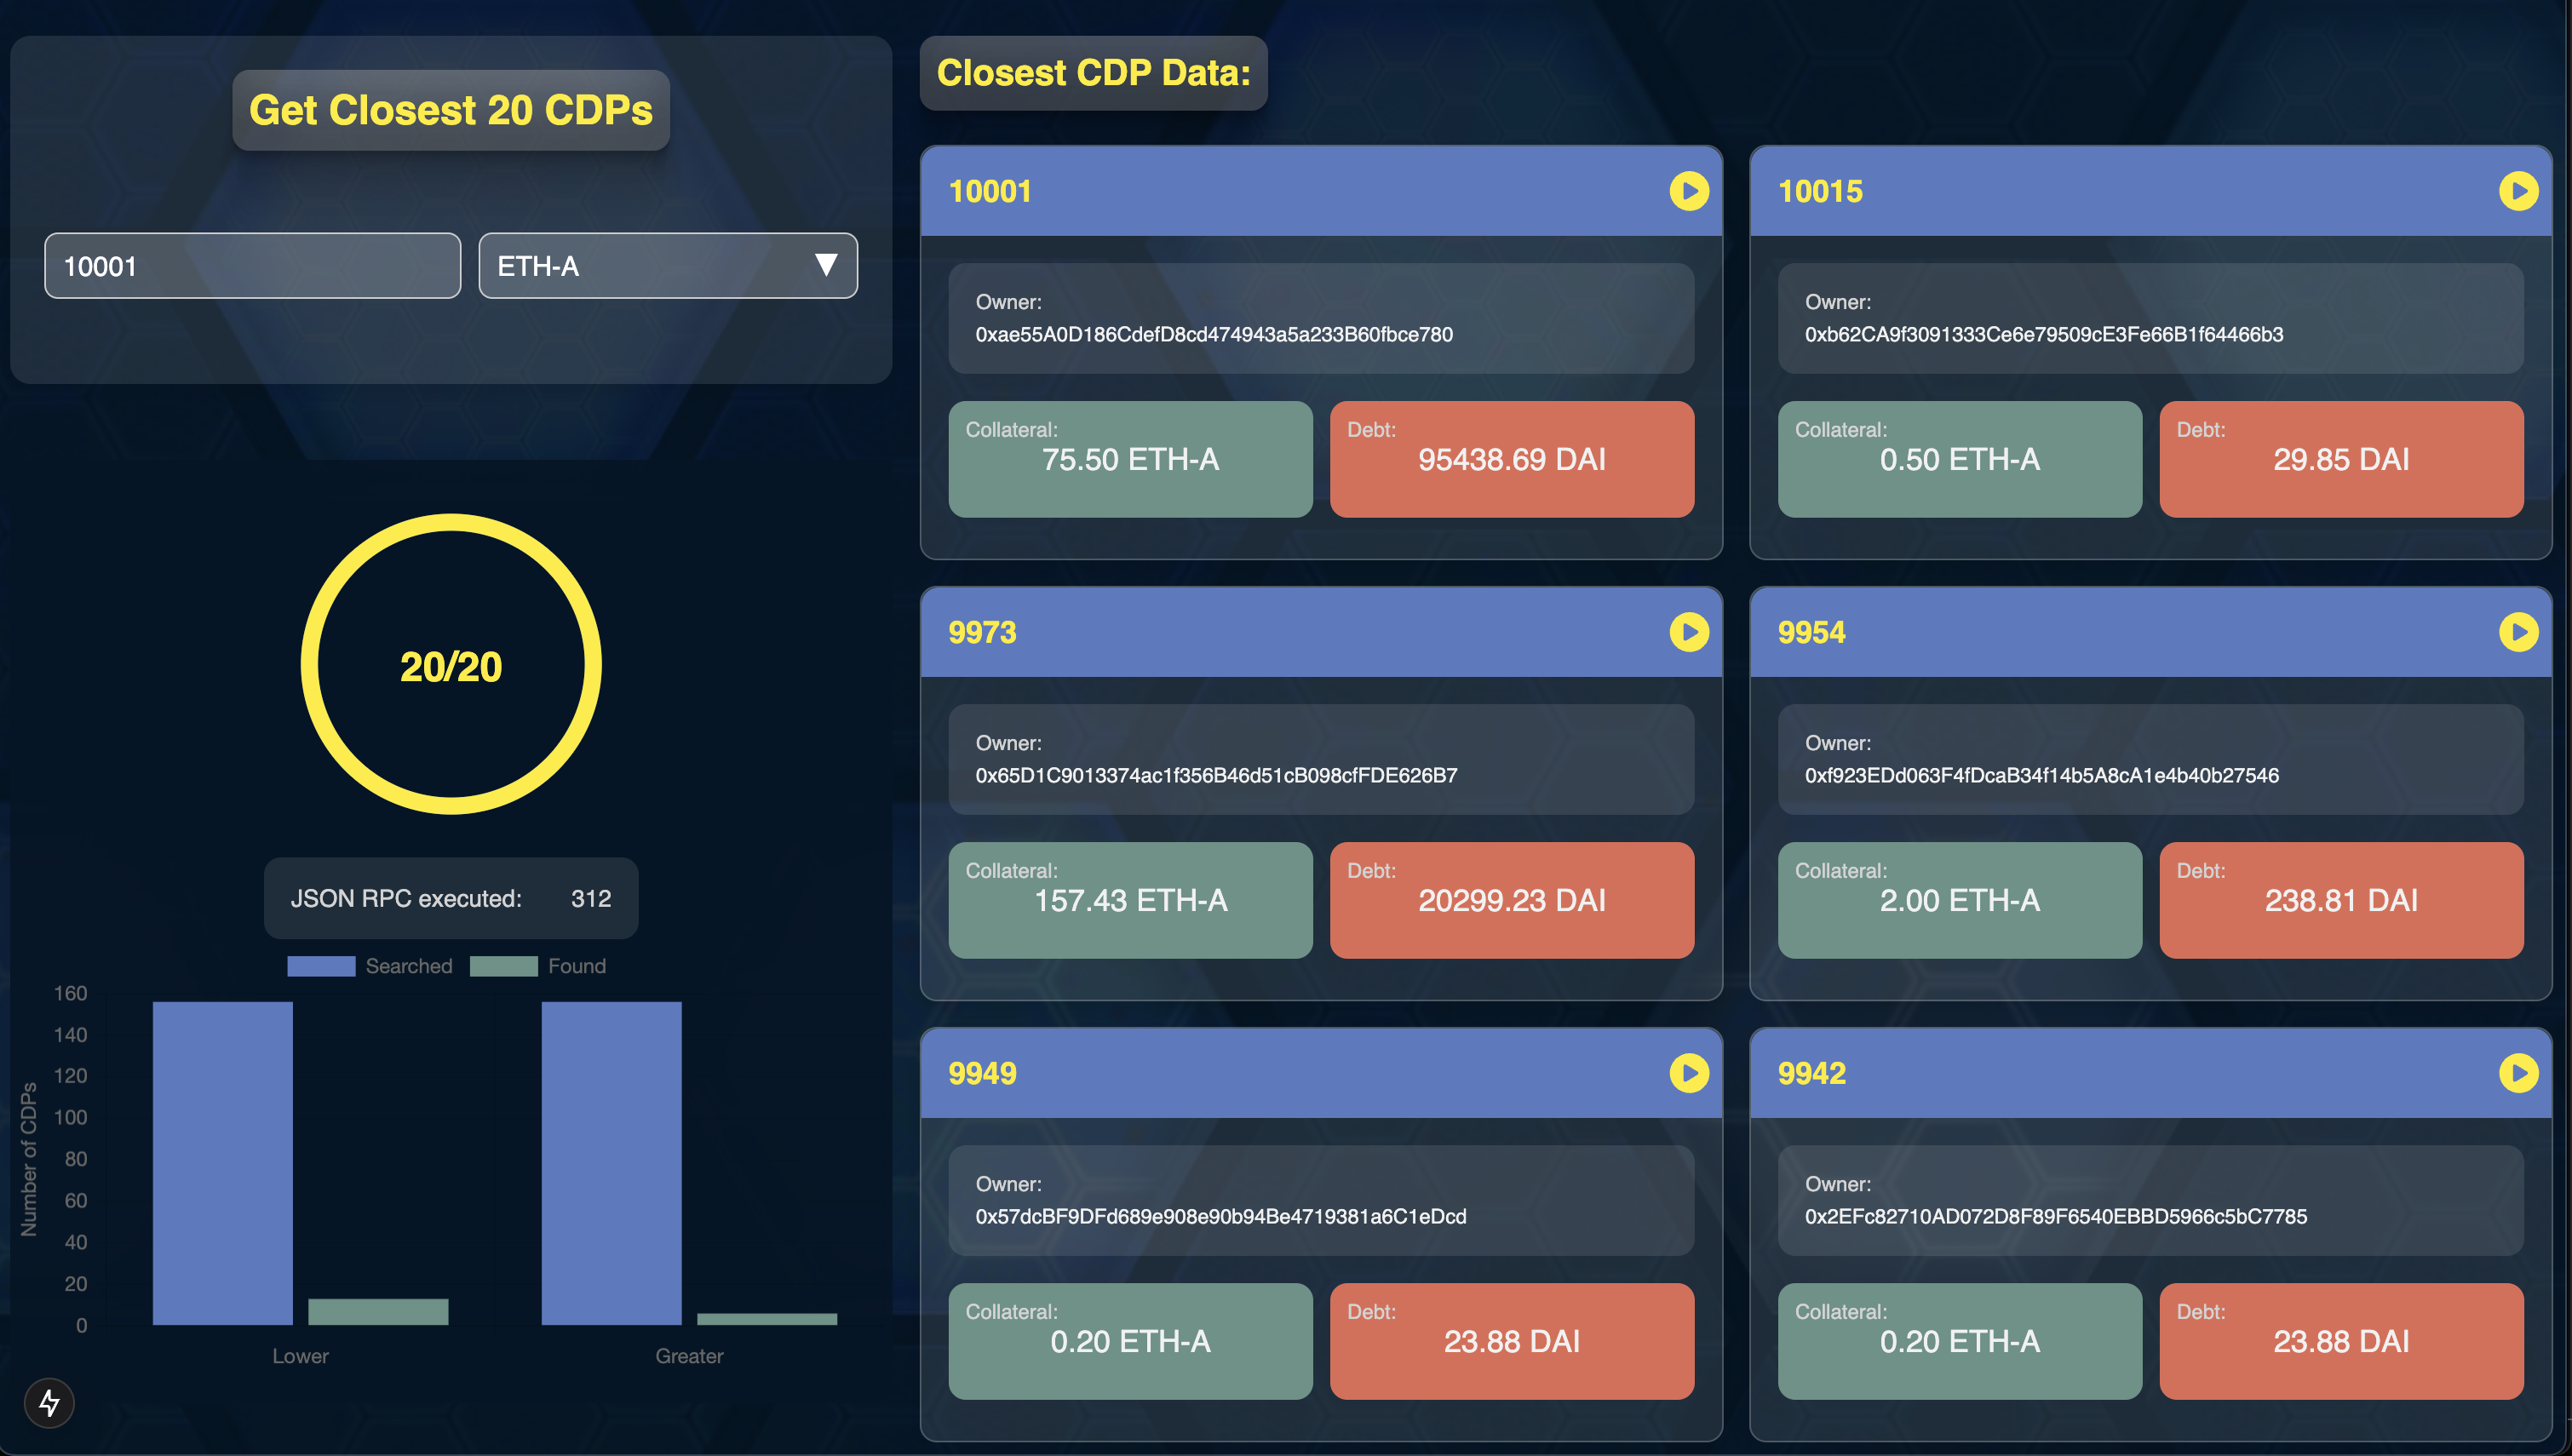 Get Closest 20 CDPs
10001
ETH-A
20/20
JSON RPC executed: 312
Searched Found
Number of CDPs
160
140
120
100
80
60
40
20
0
Lower Greater
Closest CDP Data:
10001
Owner:
0xae55A0D186CdefD8cd474943a5a233B60fbce780
Collateral:
75.50 ETH-A
Debt:
95438.69 DAI
10015
Owner:
0xb62CA9f3091333Ce6e79509cE3Fe66B1f64466b3
Collateral:
0.50 ETH-A
Debt:
29.85 DAI
9973
Owner:
0x65D1C9013374ac1f356B46d51cB098cfFDE626B7
Collateral:
157.43 ETH-A
Debt:
20299.23 DAI
9954
Owner:
0xf923EDd063F4fDcaB34f14b5A8cA1e4b40b27546
Collateral:
2.00 ETH-A
Debt:
238.81 DAI
9949
Owner:
0x57dcBF9DFd689e908e90b94Be4719381a6C1eDcd
Collateral:
0.20 ETH-A
Debt:
23.88 DAI
9942
Owner:
0x2EFc82710AD072D8F89F6540EBBD5966c5bC7785
Collateral:
0.20 ETH-A
Debt:
23.88 DAI